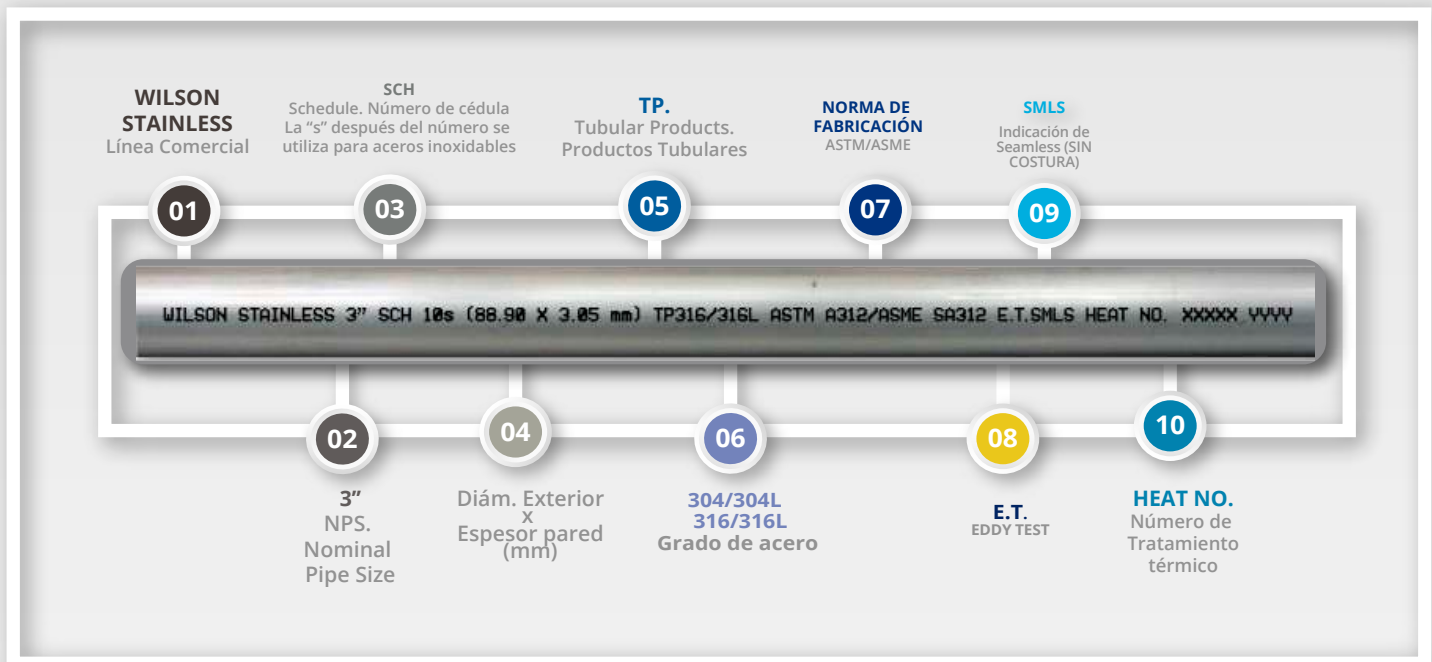 WILSON
STAINLESS
Línea Comercial
SCH
Schedule. Número de cédula
La “s” después del número se
utiliza para aceros inoxidables
TP.
Tubular Products.
Productos Tubulares
NORMA DE
FABRICACIÓN
ASTM/ASME
SMLS
Indicación de
Seamless (SIN
COSTURA)
01
03
05
07
09
WILSON STAINLESS 3” SCH 10s (88.90 X 3.05 mm) TP316/316L ASTM A312/ASME SA312 E.T.SMLS HEAT NO. XXXXX YYYY
02
04
06
08
10
3”
NPS.
Nominal
Pipe Size
Diám. Exterior
x
Espesor pared
(mm)
304/304L
316/316L
Grado de acero
E.T.
EDDY TEST
HEAT NO.
Número de
Tratamiento
térmico